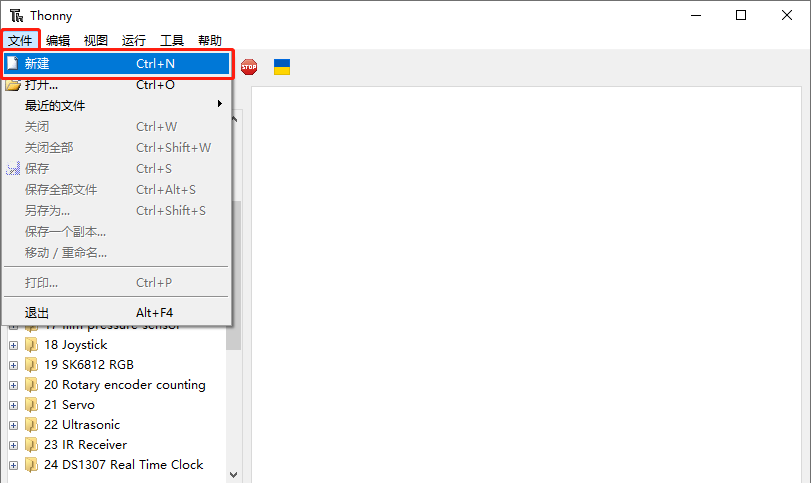 Thonny
文件 编辑 视图 运行 工具 帮助
新建 Ctrl+N
STOP
打开... Ctrl+O
最近的文件
关闭 Ctrl+W
关闭全部 Ctrl+Shift+W
保存 Ctrl+S
保存全部文件 Ctrl+Alt+S
另存为... Ctrl+Shift+S
保存一个副本...
移动 / 重命名...
打印... Ctrl+P
退出 Alt+F4
17 film pressure sensor
18 Joystick
19 SK6812 RGB
20 Rotary encoder counting
21 Servo
22 Ultrasonic
23 IR Receiver
24 DS1307 Real Time Clock